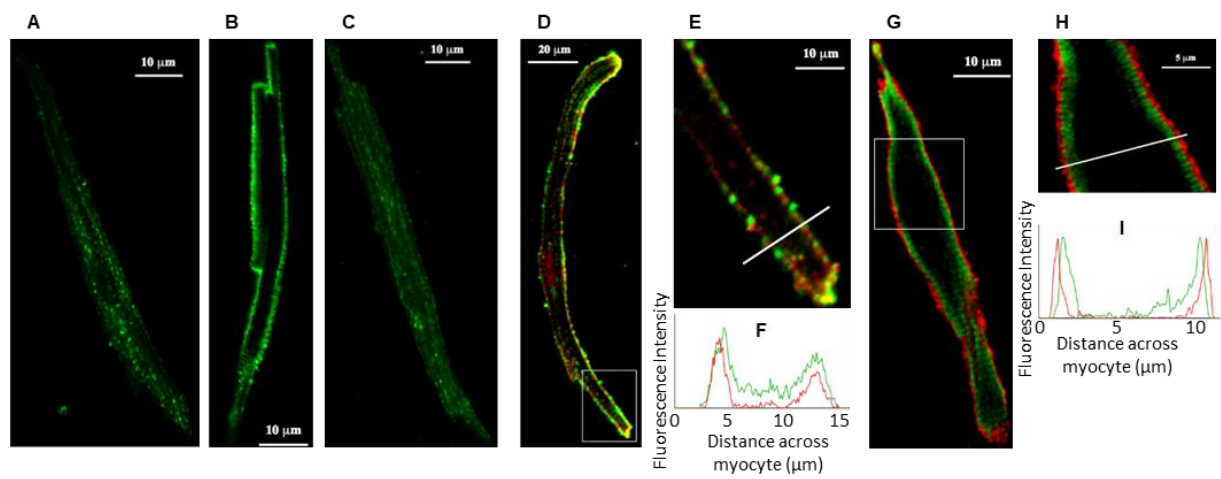 A
B
C
D
E
G
H
10 µm
10 µm
10 µm
20 µm
10 µm
10 µm
5 µm
Fluorescence Intensity
F
0 5 10 15
Distance across
myocyte (µm)
Fluorescence Intensity
I
0 5 10
Distance across
myocyte (µm)